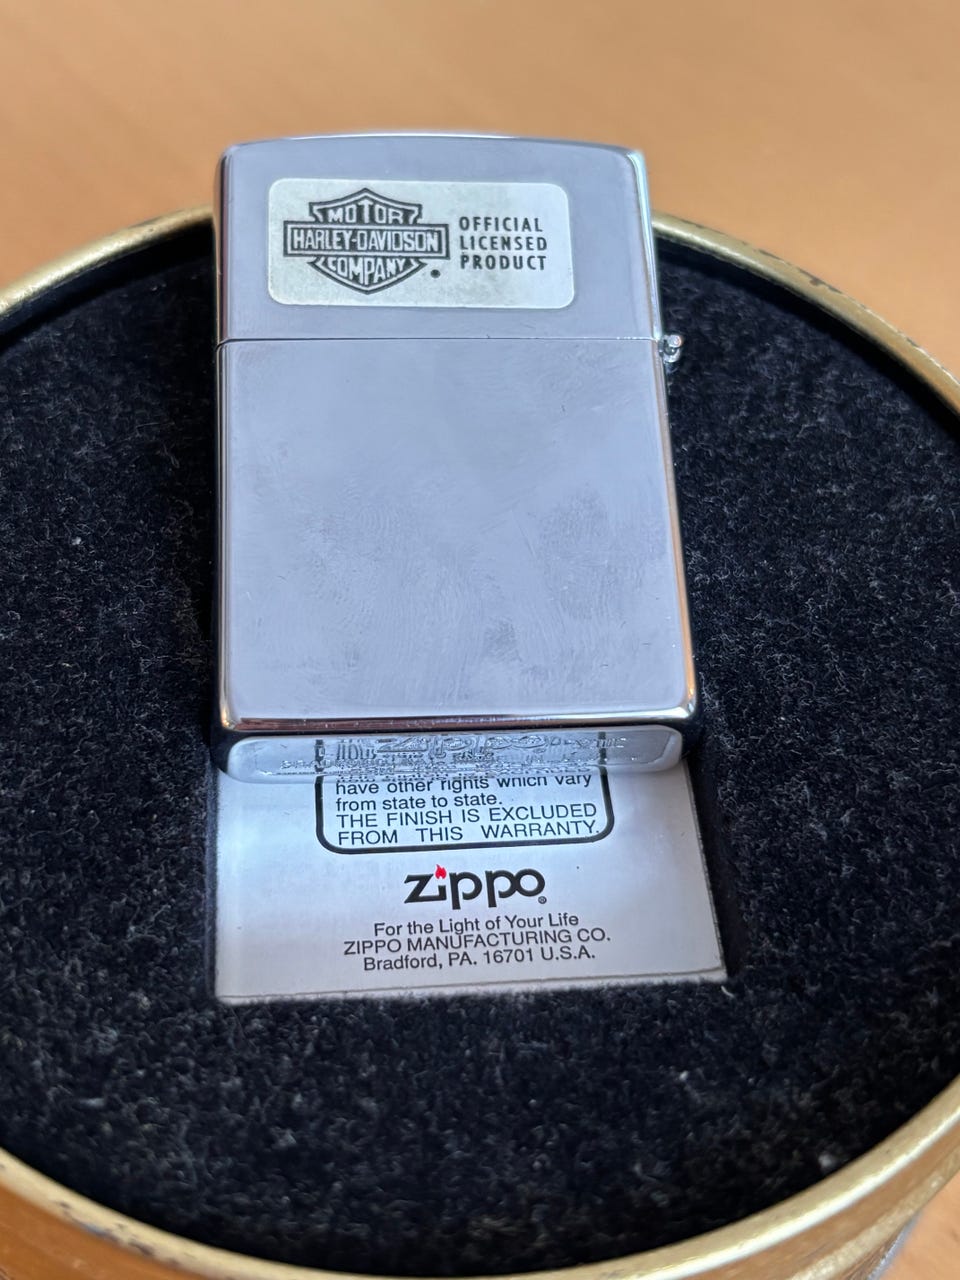 MOTOR
HARLEY-DAVIDSON
COMPANY
OFFICIAL
LICENSED
PRODUCT
Zippo
have other rights which vary
from state to state.
THE FINISH IS EXCLUDED
FROM THIS WARRANTY.
zippo
For the Light of Your Life
ZIPPO MANUFACTURING CO.
Bradford, PA. 16701 U.S.A.